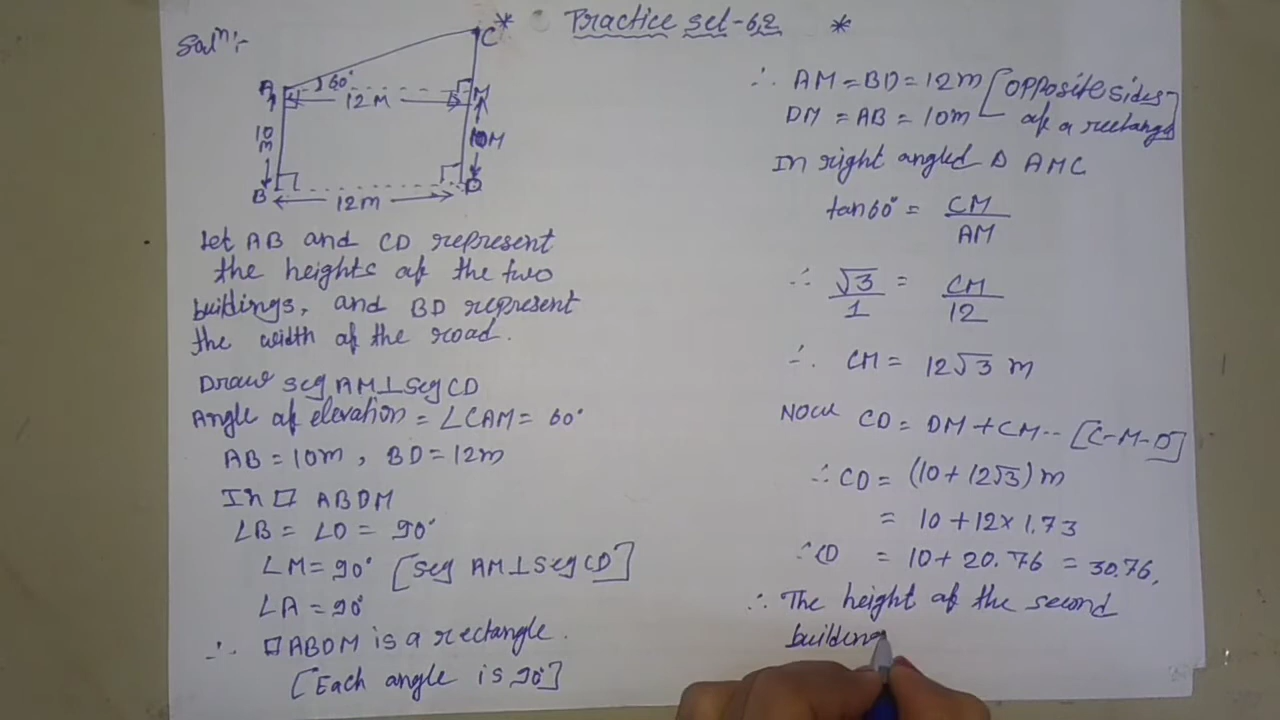 * Practice set-6.2 *
Solⁿ:-
C
A 60° M
12M
10 10M
B D
12m
Let AB and CD represent
the heights of the two
buildings, and BD represent
the width of the road.
Draw seg AM⊥seg CD
Angle of elevation = ∠CAM = 60°
AB = 10m, BD = 12m
In □ ABDM
∠B = ∠D = 90°
∠M = 90° [seg AM⊥seg CD]
∠A = 90°
∴ □ABDM is a rectangle.
[Each angle is 90°]
∴ AM = BD = 12m [opposite sides
DM = AB = 10m of a rectangle]
In right angled Δ AMC
tan60° = CM/AM
∴ √3/1 = CM/12
∴ CM = 12√3 m
Now CD = DM + CM -- [C-M-D]
∴ CD = (10 + 12√3) m
= 10 + 12 × 1.73
∴ CD = 10 + 20.76 = 30.76,
∴ The height of the second
building